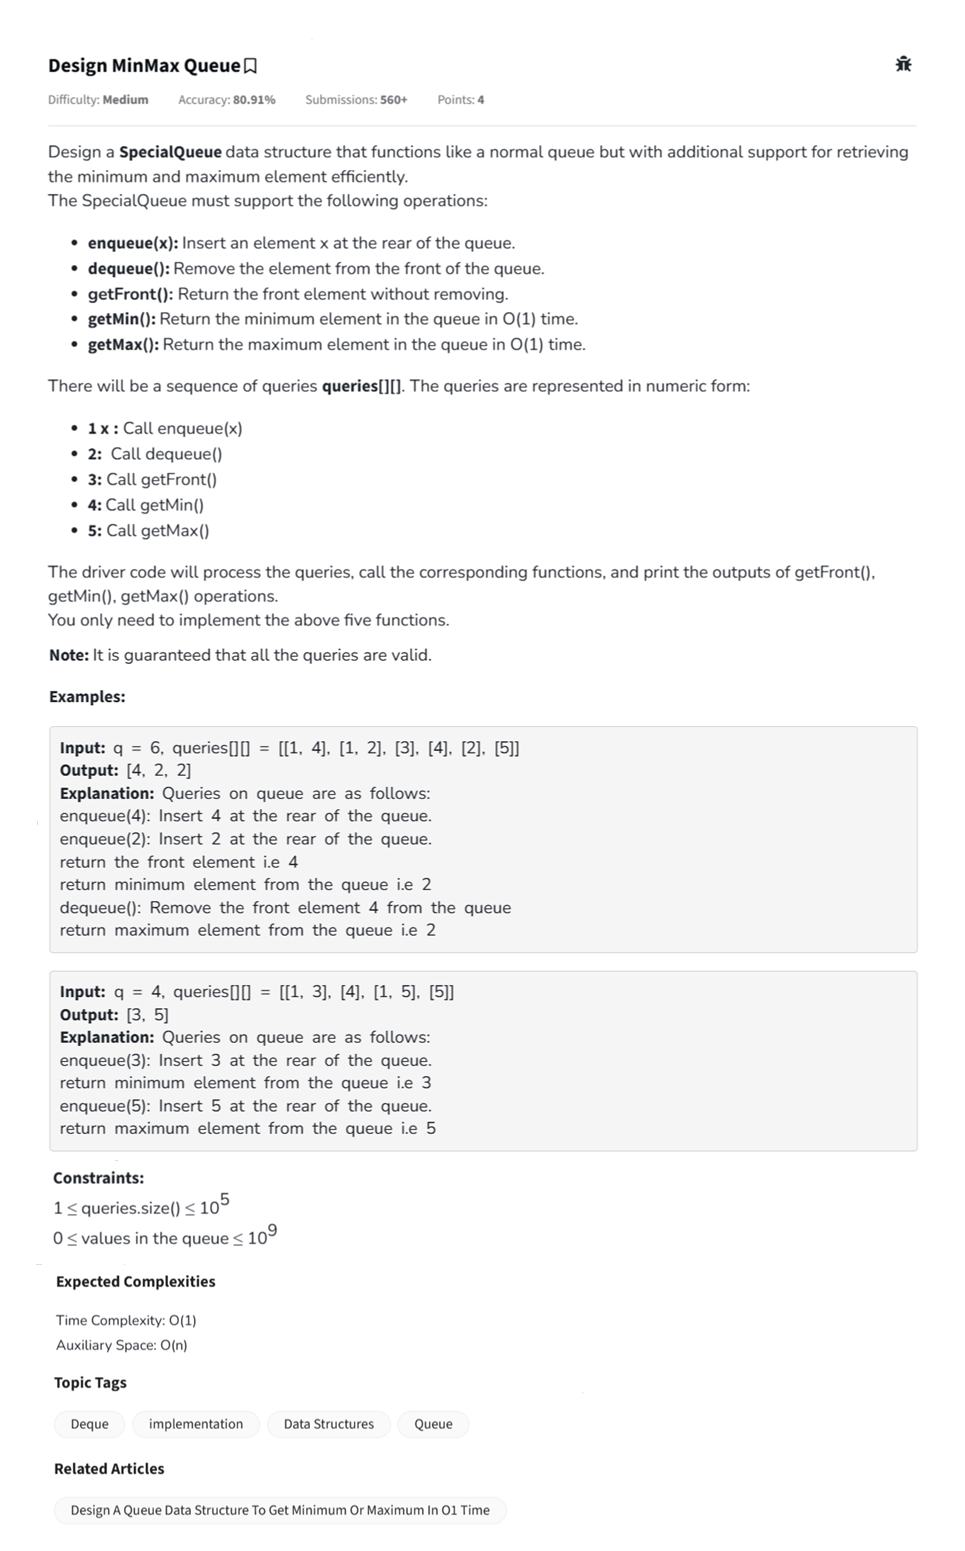 Design MinMax Queue
Difficulty: Medium Accuracy: 80.91% Submissions: 560+ Points: 4
Design a SpecialQueue data structure that functions like a normal queue but with additional support for retrieving
the minimum and maximum element efficiently.
The SpecialQueue must support the following operations:
• enqueue(x): Insert an element x at the rear of the queue.
• dequeue(): Remove the element from the front of the queue.
• getFront(): Return the front element without removing.
• getMin(): Return the minimum element in the queue in O(1) time.
• getMax(): Return the maximum element in the queue in O(1) time.
There will be a sequence of queries queries[][]. The queries are represented in numeric form:
• 1 x : Call enqueue(x)
• 2: Call dequeue()
• 3: Call getFront()
• 4: Call getMin()
• 5: Call getMax()
The driver code will process the queries, call the corresponding functions, and print the outputs of getFront(),
getMin(), getMax() operations.
You only need to implement the above five functions.
Note: It is guaranteed that all the queries are valid.
Examples:
Input: q = 6, queries[][] = [[1, 4], [1, 2], [3], [4], [2], [5]]
Output: [4, 2, 2]
Explanation: Queries on queue are as follows:
enqueue(4): Insert 4 at the rear of the queue.
enqueue(2): Insert 2 at the rear of the queue.
return the front element i.e 4
return minimum element from the queue i.e 2
dequeue(): Remove the front element 4 from the queue
return maximum element from the queue i.e 2
Input: q = 4, queries[][] = [[1, 3], [4], [1, 5], [5]]
Output: [3, 5]
Explanation: Queries on queue are as follows:
enqueue(3): Insert 3 at the rear of the queue.
return minimum element from the queue i.e 3
enqueue(5): Insert 5 at the rear of the queue.
return maximum element from the queue i.e 5
Constraints:
1 ≤ queries.size() ≤ 10^5
0 ≤ values in the queue ≤ 10^9
Expected Complexities
Time Complexity: O(1)
Auxiliary Space: O(n)
Topic Tags
Deque implementation Data Structures Queue
Related Articles
Design A Queue Data Structure To Get Minimum Or Maximum In O1 Time